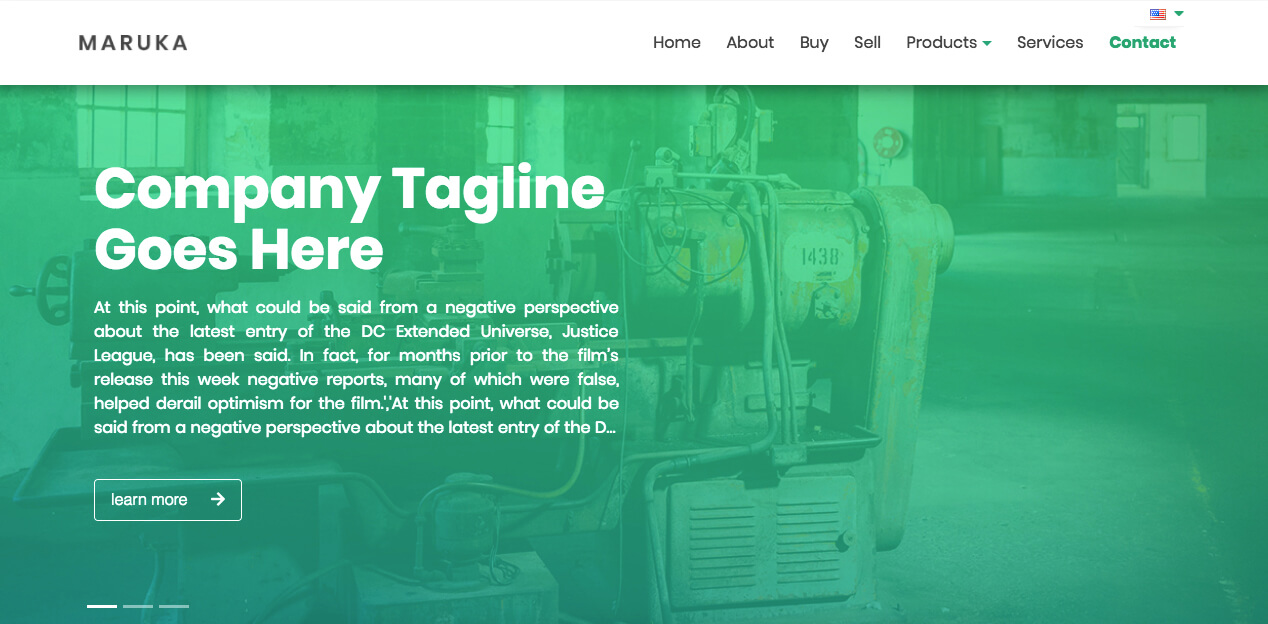 MARUKA
Home About Buy Sell Products Services Contact
Company Tagline
Goes Here
1438
At this point, what could be said from a negative perspective
about the latest entry of the DC Extended Universe, Justice
League, has been said. In fact, for months prior to the film's
release this week negative reports, many of which were false,
helped derail optimism for the film.','At this point, what could be
said from a negative perspective about the latest entry of the D...
learn more